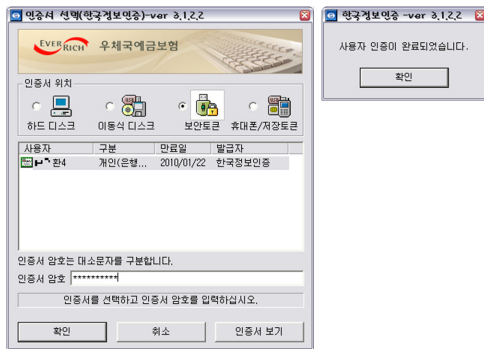 인증서 선택(한국정보인증)-ver 3,1,2,2
EVERRICH 우체국예금보험
인증서 위치
하드 디스크
이동식 디스크
보안토큰
휴대폰/저장토큰
사용자 구분 만료일 발급자
환4 개인(은행... 2010/01/22 한국정보인증
인증서 암호는 대소문자를 구분합니다.
인증서 암호 **********
인증서를 선택하고 인증서 암호를 입력하십시오.
확인 취소 인증서 보기
한국정보인증 -ver 3,1,2,2
사용자 인증이 완료되었습니다.
확인